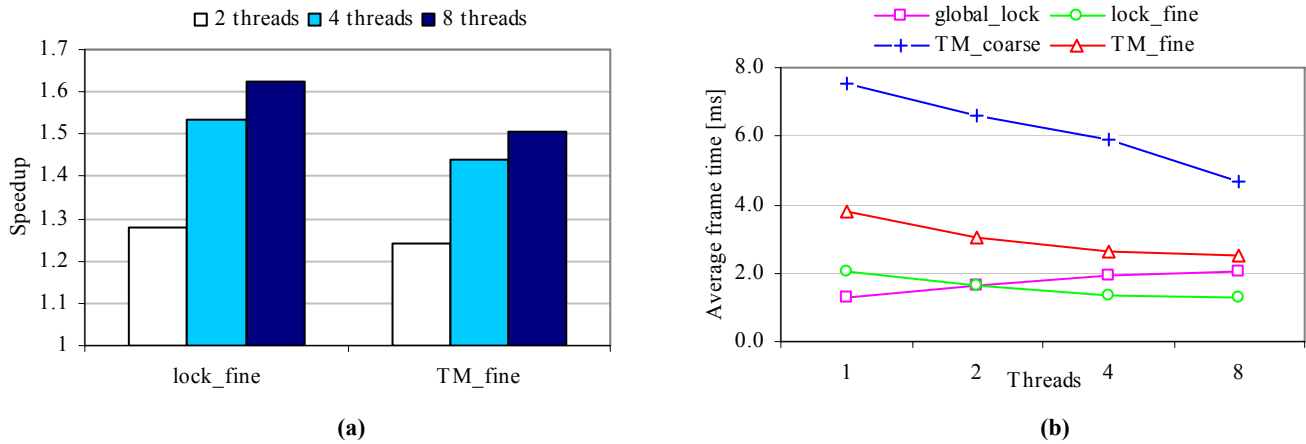 2 threads 4 threads 8 threads
Speedup
1.7
1.6
1.5
1.4
1.3
1.2
1.1
1
lock_fine TM_fine
(a)
global_lock lock_fine
TM_coarse TM_fine
Average frame time [ms]
8.0
6.0
4.0
2.0
0.0
1 2 4 8
Threads
(b)